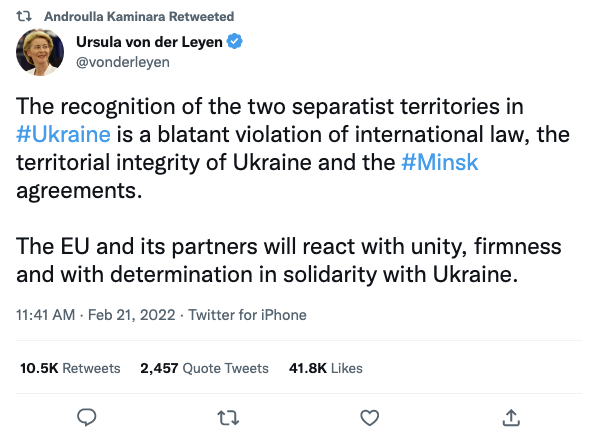 Androulla Kaminara Retweeted
Ursula von der Leyen
@vonderleyen
The recognition of the two separatist territories in
#Ukraine is a blatant violation of international law, the
territorial integrity of Ukraine and the #Minsk
agreements.
The EU and its partners will react with unity, firmness
and with determination in solidarity with Ukraine.
11:41 AM · Feb 21, 2022 · Twitter for iPhone
10.5K Retweets 2,457 Quote Tweets 41.8K Likes